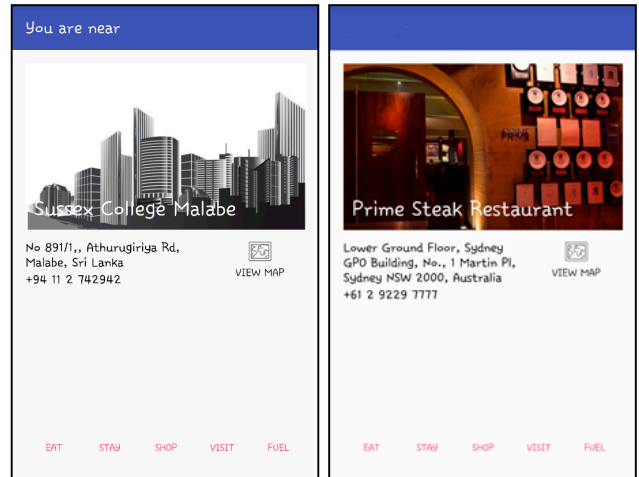 You are near
Sussex College Malabe
No 891/1,, Athurugiriya Rd,
Malabe, Sri Lanka
+94 11 2 742942
VIEW MAP
EAT STAY SHOP VISIT FUEL
PRIME
Prime Steak Restaurant
Lower Ground Floor, Sydney
GPO Building, No., 1 Martin Pl,
Sydney NSW 2000, Australia
+61 2 9229 7777
VIEW MAP
EAT STAY SHOP VISIT FUEL